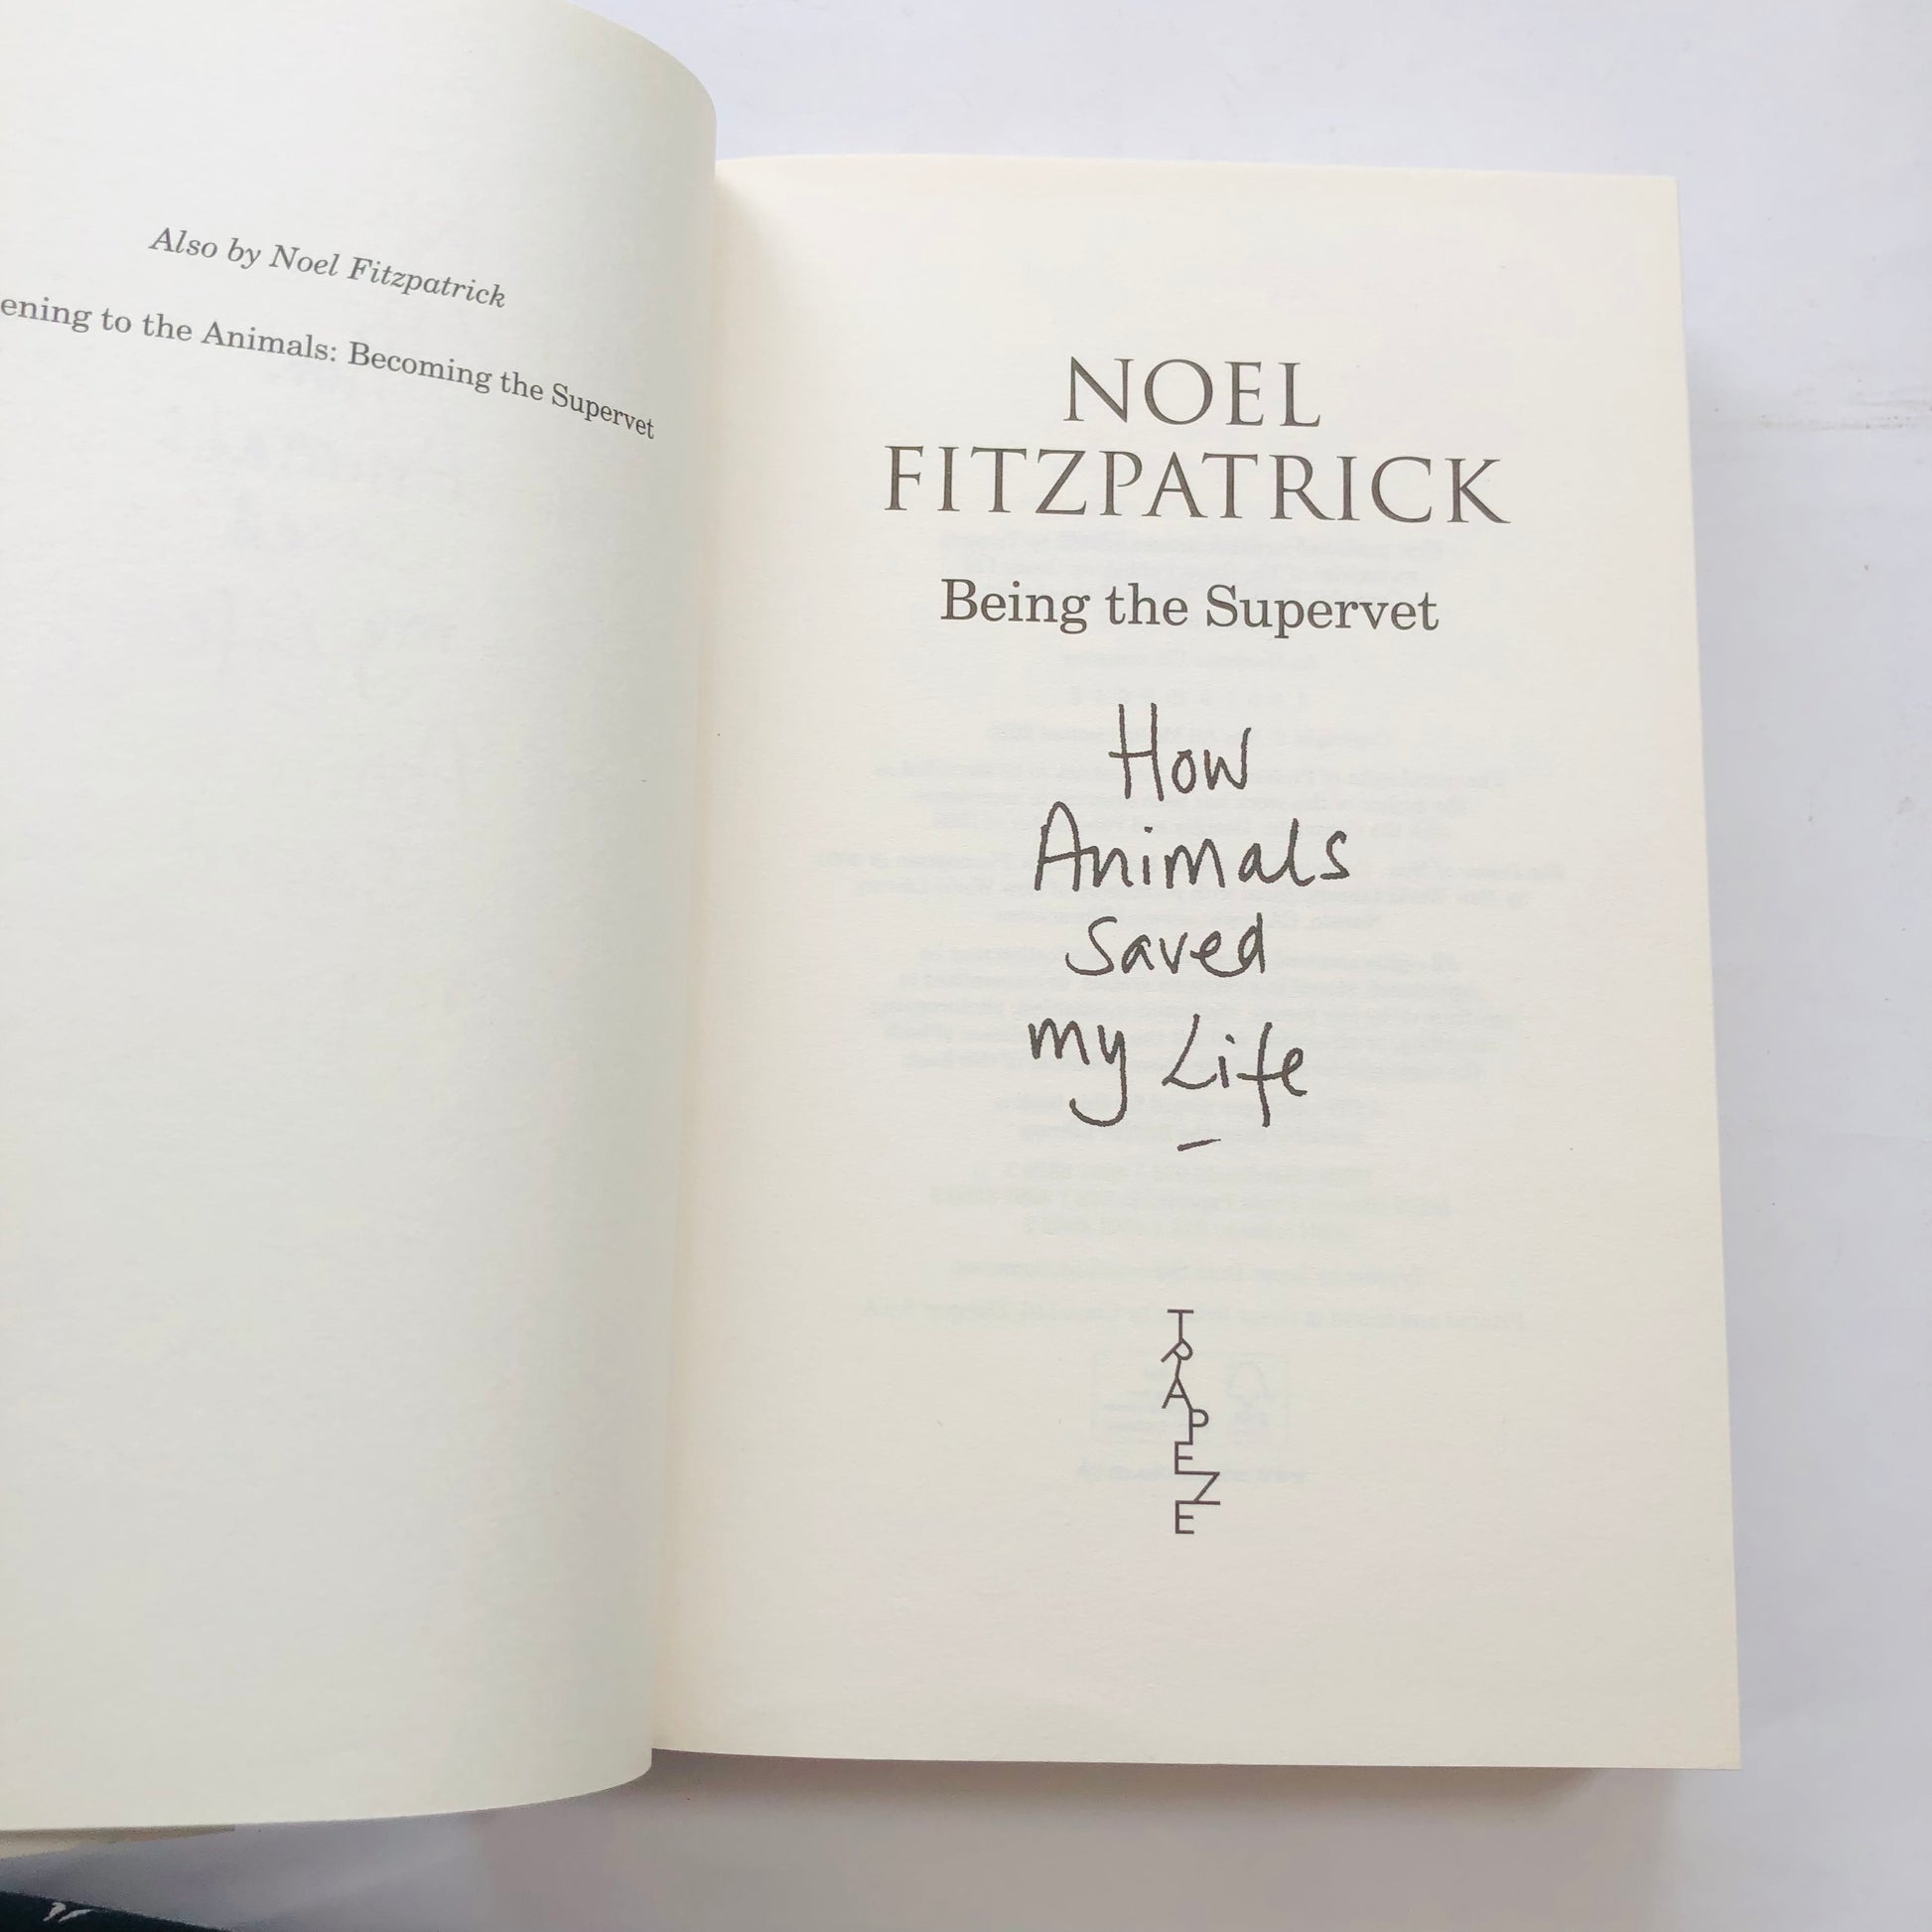 Also by Noel Fitzpatrick
ening to the Animals: Becoming the Supervet
NOEL
FITZPATRICK
Being the Supervet
How
Animals
Saved
my Life
TRAPEZE